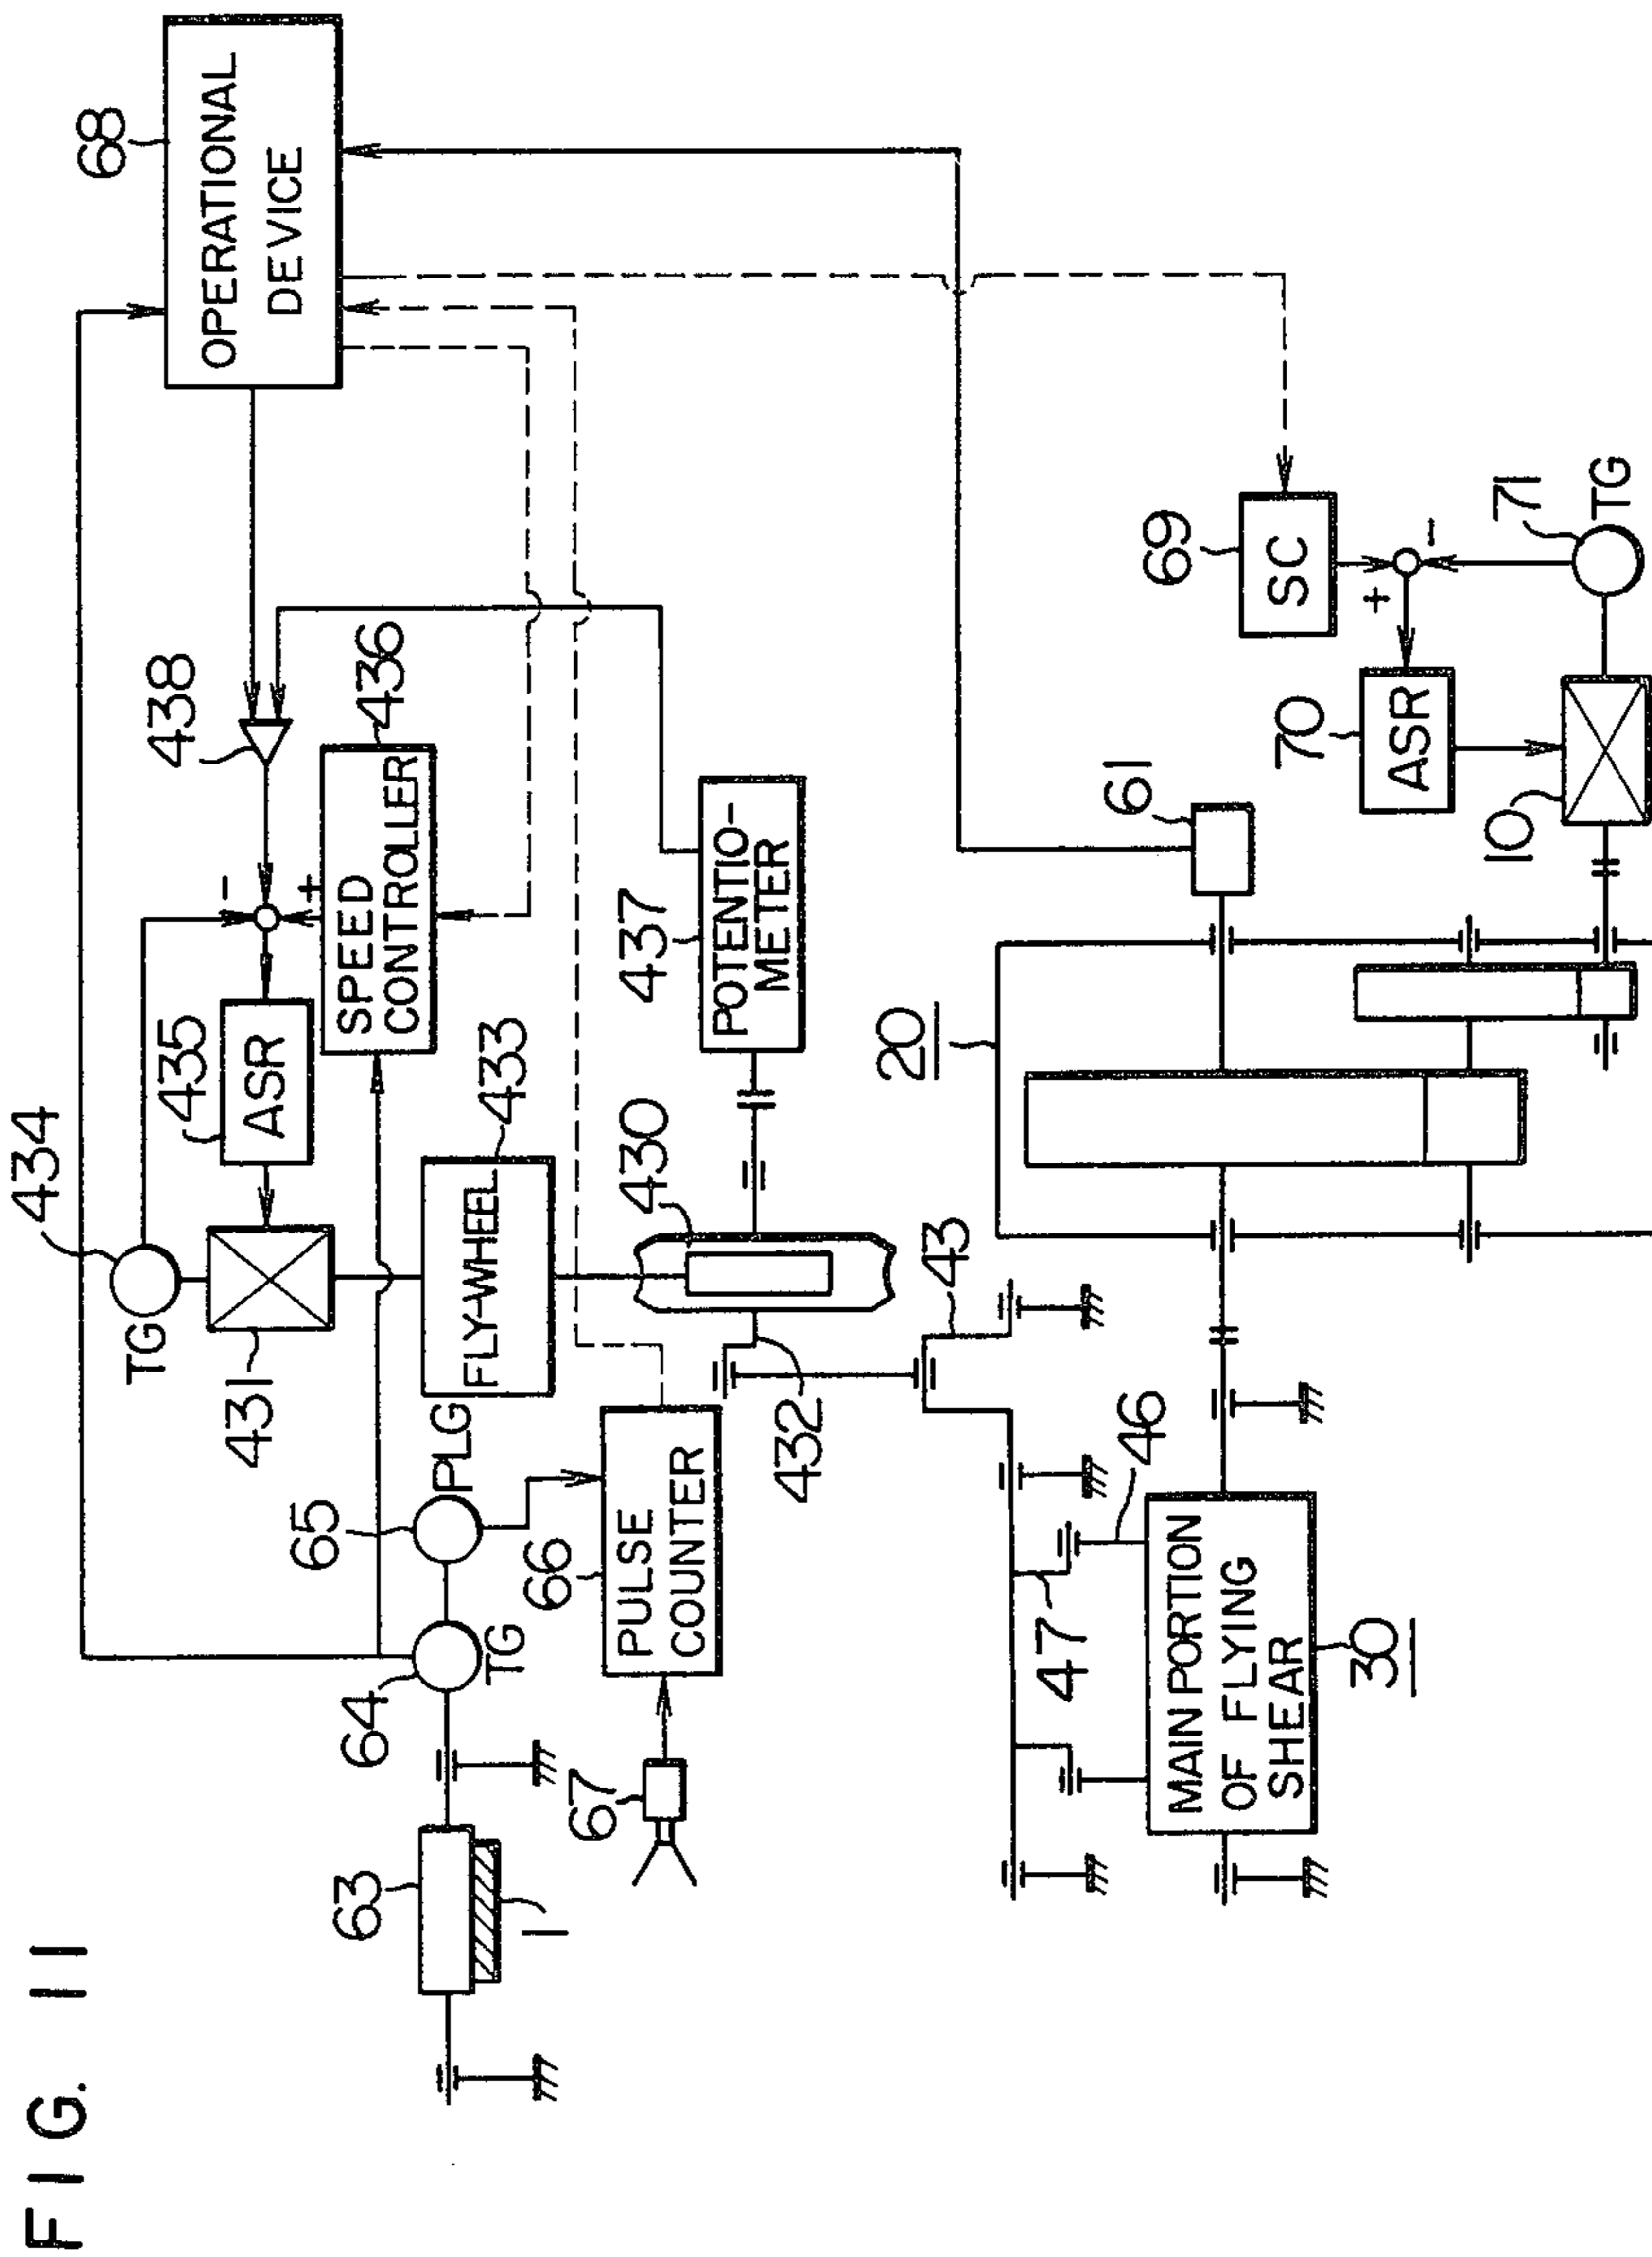 FIG. 11
63
1
64
TG
65
PLG
67
66
PULSE
COUNTER
TG
434
431
435
ASR
-
+
438
436
SPEED
CONTROLLER
433
FLY-WHEEL
68
OPERATIONAL
DEVICE
430
432
437
POTENTIO-
METER
43
46
47
MAIN PORTION
OF FLYING
SHEAR
30
20
61
69
SC
+
-
70
ASR
71
TG
10